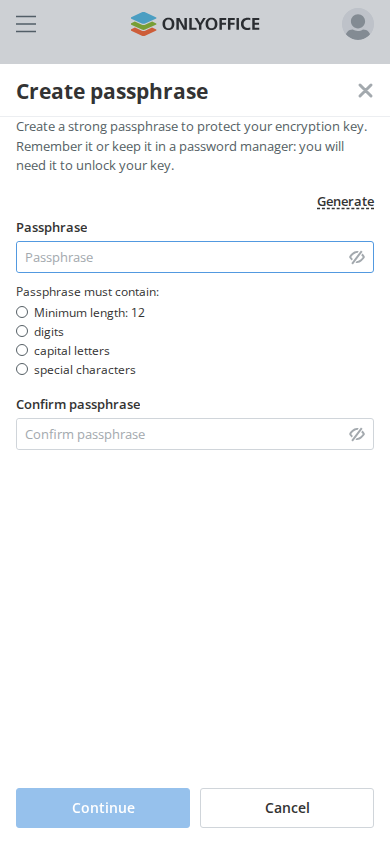 ONLYOFFICE
Create passphrase
Create a strong passphrase to protect your encryption key.
Remember it or keep it in a password manager: you will
need it to unlock your key.
Generate
Passphrase
Passphrase
Passphrase must contain:
Minimum length: 12
digits
capital letters
special characters
Confirm passphrase
Confirm passphrase
Continue
Cancel